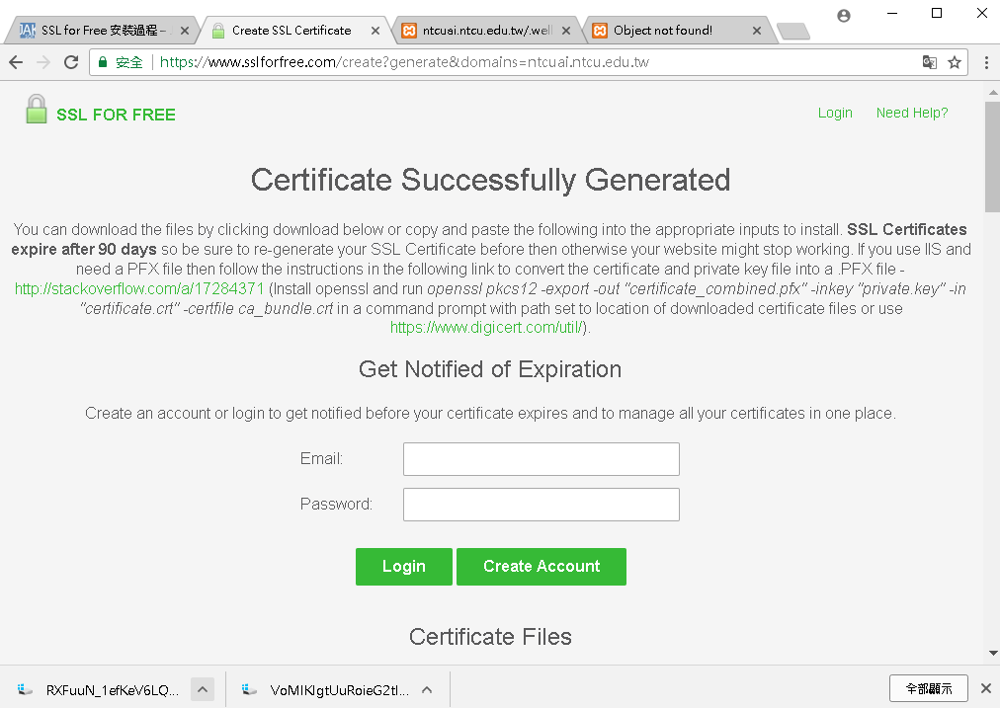 SSL for Free 安裝過程 –
Create SSL Certificate
ntcuai.ntcu.edu.tw/.well
Object not found!
安全
https://www.sslforfree.com/create?generate&domains=ntcuai.ntcu.edu.tw
SSL FOR FREE
Login
Need Help?
Certificate Successfully Generated
You can download the files by clicking download below or copy and paste the following into the appropriate inputs to install. SSL Certificates
expire after 90 days so be sure to re-generate your SSL Certificate before then otherwise your website might stop working. If you use IIS and
need a PFX file then follow the instructions in the following link to convert the certificate and private key file into a .PFX file -
http://stackoverflow.com/a/17284371 (Install openssl and run openssl pkcs12 -export -out "certificate_combined.pfx" -inkey "private.key" -in
"certificate.crt" -certfile ca_bundle.crt in a command prompt with path set to location of downloaded certificate files or use
https://www.digicert.com/util/).
Get Notified of Expiration
Create an account or login to get notified before your certificate expires and to manage all your certificates in one place.
Email:
Password:
Login
Create Account
Certificate Files
RXFuuN_1efKeV6LQ...
VoMIKIgtUuRoieG2tI...
全部顯示